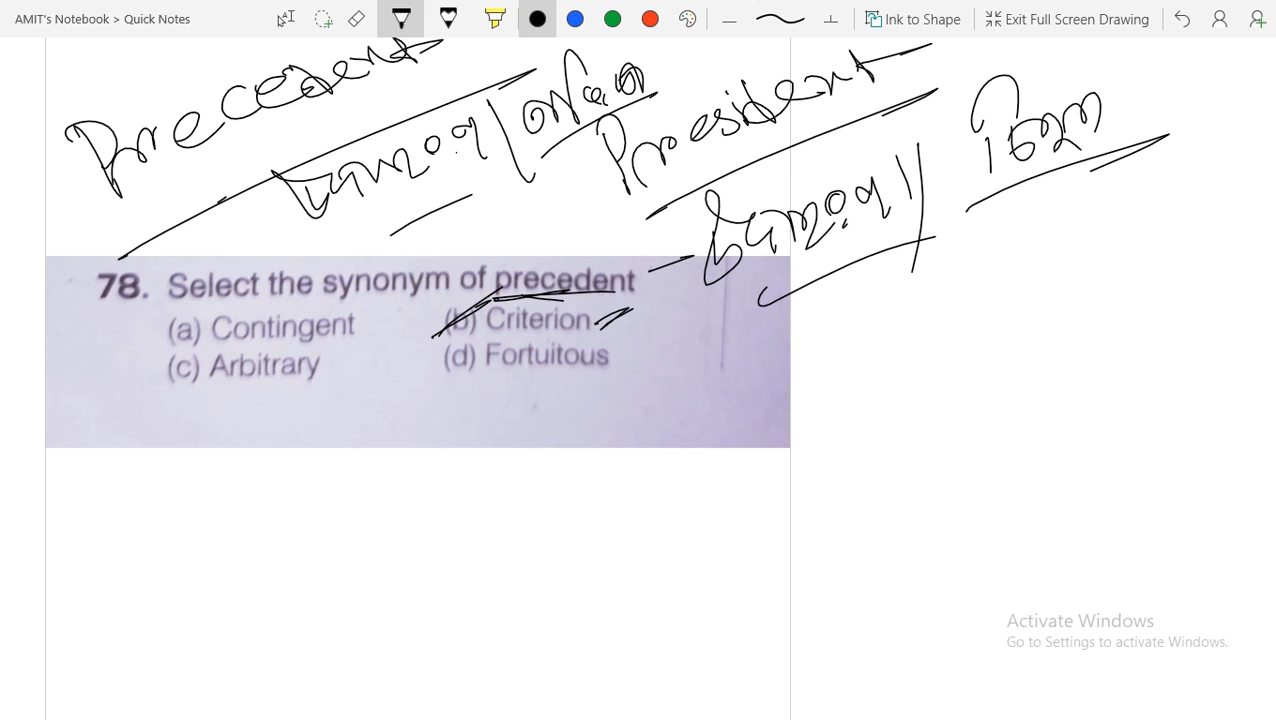 AMIT's Notebook > Quick Notes
Ink to Shape
Exit Full Screen Drawing
Precedent
President
78. Select the synonym of precedent
(a) Contingent (b) Criterion
(c) Arbitrary (d) Fortuitous
Activate Windows
Go to Settings to activate Windows.